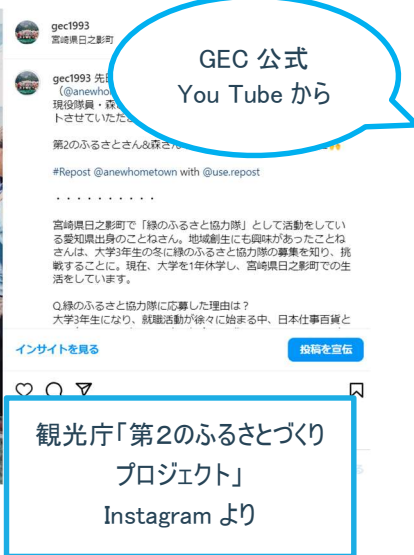 gec1993
宮崎県日之影町
GEC 公式
You Tube から
gec1993 先日
(@anewho
現役隊員・森
トさせていただき
第2のふるさとさん&森さん
#Repost @anewhometown with @use.repost
・・・・・・・・・・
宮崎県日之影町で「緑のふるさと協力隊」として活動をしてい
る愛知県出身のことねさん。地域創生にも興味があったことね
さんは、大学3年生の冬に緑のふるさと協力隊の募集を知り、挑
戦することに。現在、大学を1年休学し、宮崎県日之影町での生
活をしています。
Q.緑のふるさと協力隊に応募した理由は?
大学3年生になり、就職活動が徐々に始まる中、日本仕事百貨と
インサイトを見る
投稿を宣伝
観光庁「第2のふるさとづくり
プロジェクト」
Instagram より